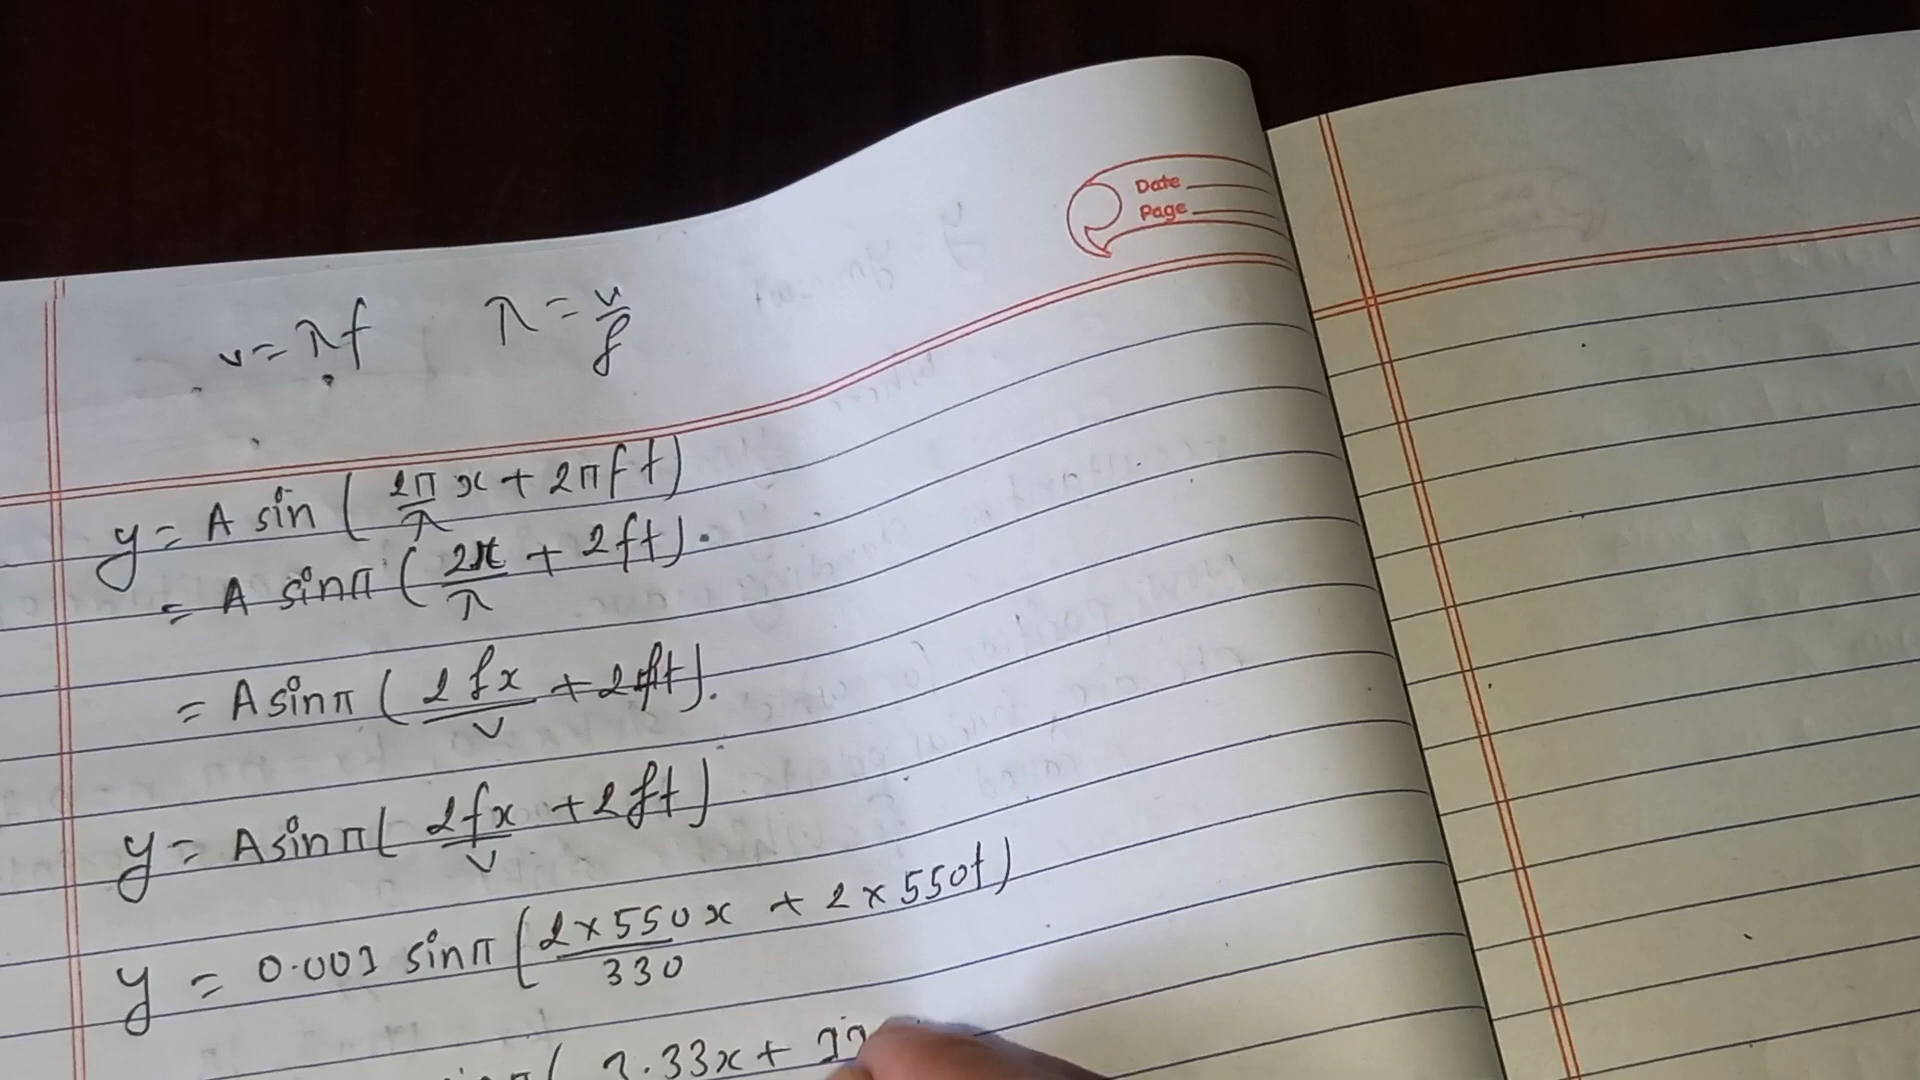 Date
Page
v = λf    λ = v/f
y = A sin ( 2π/λ x + 2πft)
= A sinπ ( 2x/λ + 2ft).
= A sinπ ( 2fx/v + 2ft).
y = A sinπ( 2fx/v + 2ft)
y = 0.001 sinπ ( 2×550x/330 + 2×550t)
.33x +